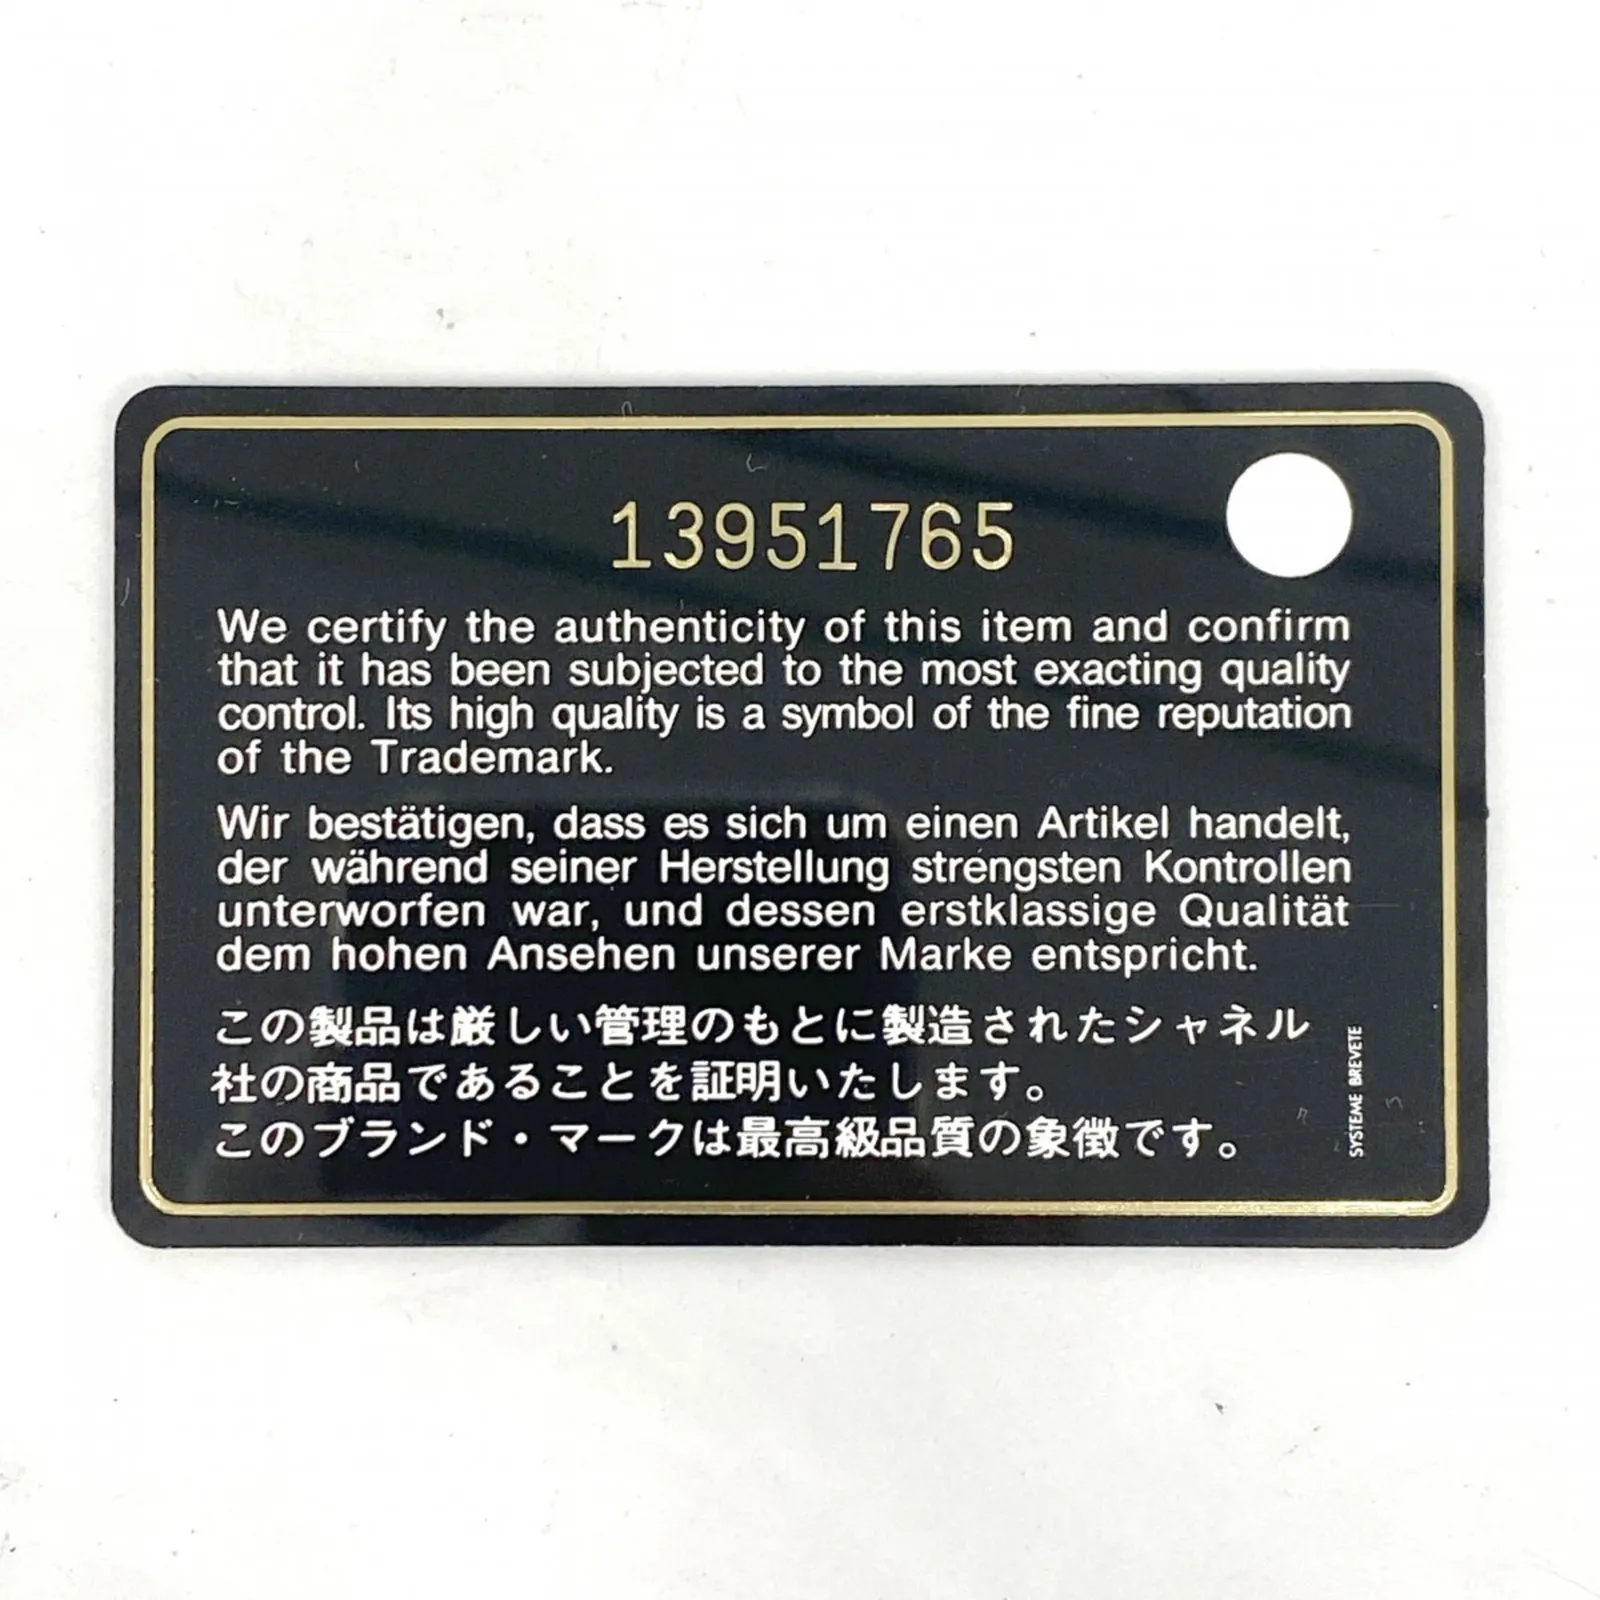 13951765
We certify the authenticity of this item and confirm
that it has been subjected to the most exacting quality
control. Its high quality is a symbol of the fine reputation
of the Trademark.
Wir bestätigen, dass es sich um einen Artikel handelt,
der während seiner Herstellung strengsten Kontrollen
unterworfen war, und dessen erstklassige Qualität
dem hohen Ansehen unserer Marke entspricht.
この製品は厳しい管理のもとに製造されたシャネル
社の商品であることを証明いたします。
このブランド・マークは最高級品質の象徴です。
SYSTEME BREVETE